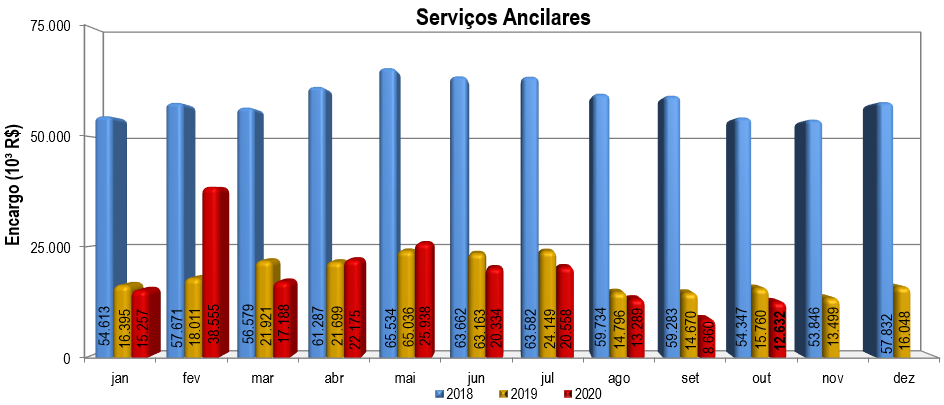 Serviços Ancilares
Encargo (10³ R$)
75.000
50.000
25.000
0
54.613 16.395 15.257
57.671 18.011 38.555
56.579 21.921 17.188
61.287 21.699 22.175
65.534 65.036 25.938
63.662 63.163 20.334
63.582 24.149 20.558
59.734 14.796 13.289
59.283 14.670 8.660
54.347 15.760 12.632
53.846 13.499
57.832 16.048
jan fev mar abr mai jun jul ago set out nov dez
2018 2019 2020